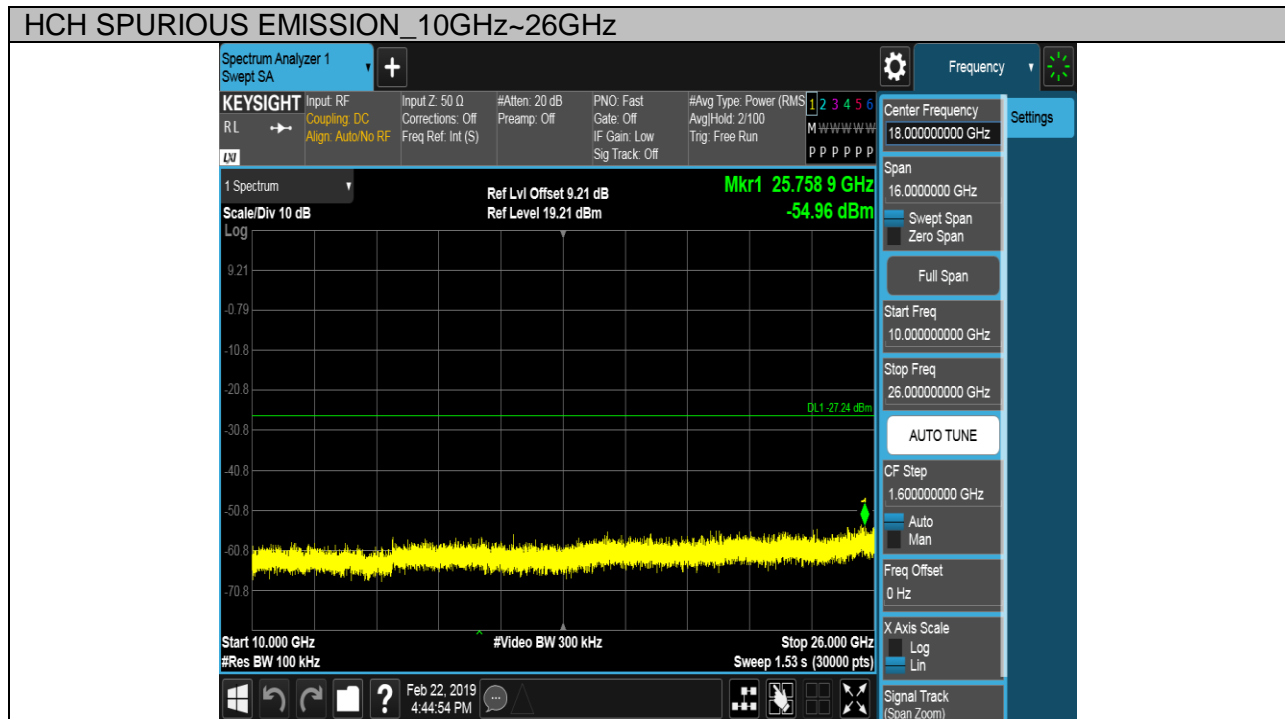 HCH SPURIOUS EMISSION_10GHz~26GHz
Spectrum Analyzer 1
Swept SA
Frequency
KEYSIGHT
RL
LXI
Input: RF
Coupling: DC
Align: Auto/No RF
Input Z: 50 Ω
Corrections: Off
Freq Ref: Int (S)
#Atten: 20 dB
Preamp: Off
PNO: Fast
Gate: Off
IF Gain: Low
Sig Track: Off
#Avg Type: Power (RMS
Avg|Hold: 2/100
Trig: Free Run
1 2 3 4 5 6
M W W W W W
P P P P P P
1 Spectrum
Scale/Div 10 dB
Log
Ref Lvl Offset 9.21 dB
Ref Level 19.21 dBm
Mkr1 25.758 9 GHz
-54.96 dBm
9.21
-0.79
-10.8
-20.8
DL1 -27.24 dBm
-30.8
-40.8
-50.8
1
-60.8
-70.8
Start 10.000 GHz
#Res BW 100 kHz
#Video BW 300 kHz
Stop 26.000 GHz
Sweep 1.53 s (30000 pts)
Feb 22, 2019
4:44:54 PM
Center Frequency
18.000000000 GHz
Settings
Span
16.0000000 GHz
Swept Span
Zero Span
Full Span
Start Freq
10.000000000 GHz
Stop Freq
26.000000000 GHz
AUTO TUNE
CF Step
1.600000000 GHz
Auto
Man
Freq Offset
0 Hz
X Axis Scale
Log
Lin
Signal Track
(Span Zoom)